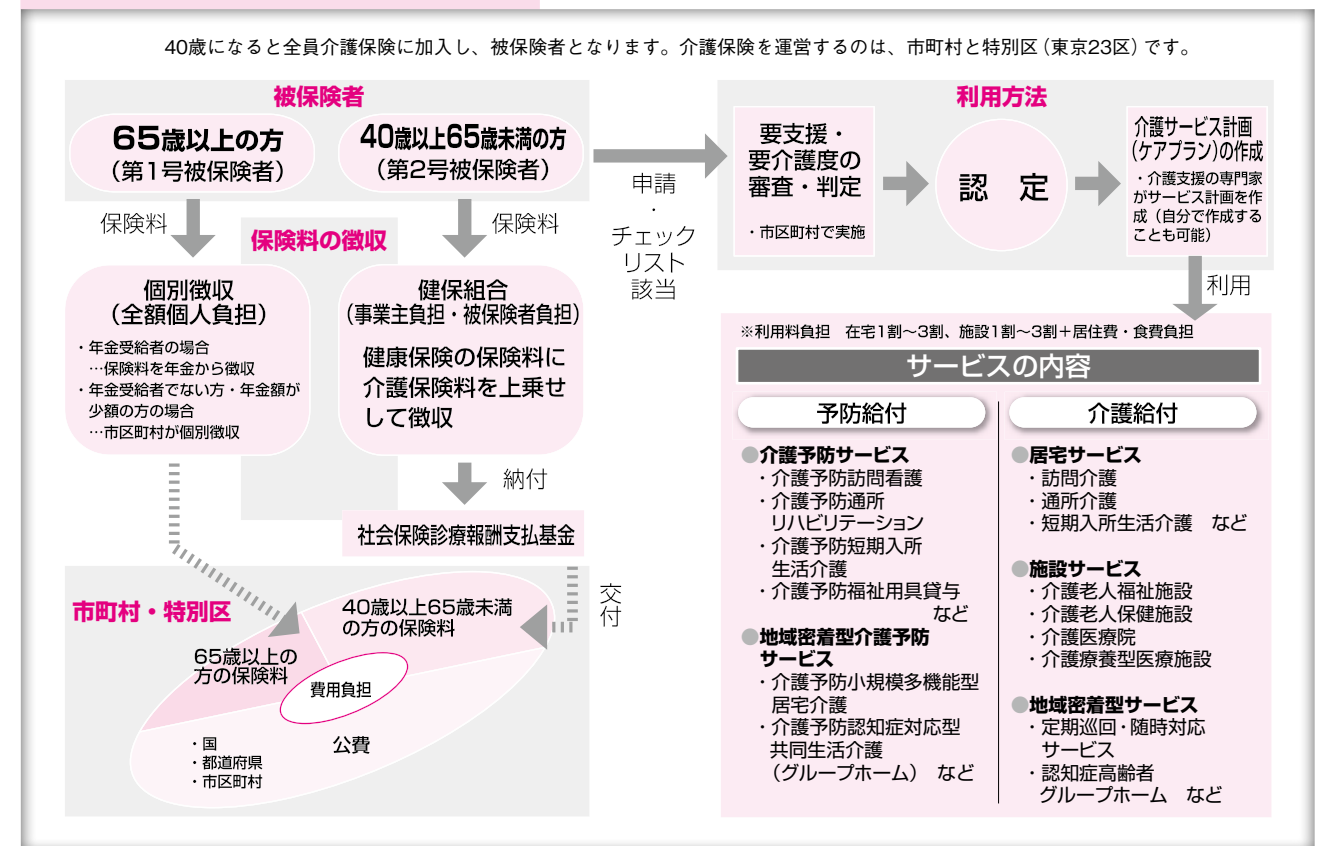 40歳になると全員介護保険に加入し、被保険者となります。介護保険を運営するのは、市町村と特別区（東京23区）です。
被保険者
65歳以上の方
（第1号被保険者）
40歳以上65歳未満の方
（第2号被保険者）
保険料
保険料
保険料の徴収
個別徴収
（全額個人負担）
・年金受給者の場合
…保険料を年金から徴収
・年金受給者でない方・年金額が
少額の方の場合
…市区町村が個別徴収
健保組合
（事業主負担・被保険者負担）
健康保険の保険料に
介護保険料を上乗せ
して徴収
納付
社会保険診療報酬支払基金
交
付
市町村・特別区
40歳以上65歳未満
の方の保険料
65歳以上の
方の保険料
費用負担
公費
・国
・都道府県
・市区町村
申請
・
チェック
リスト
該当
利用方法
要支援・
要介護度の
審査・判定
・市区町村で実施
認　定
介護サービス計画
（ケアプラン）の作成
・介護支援の専門家
がサービス計画を作
成（自分で作成する
ことも可能）
利用
※利用料負担　在宅1割～3割、施設1割～3割＋居住費・食費負担
サービスの内容
予防給付
●介護予防サービス
・介護予防訪問看護
・介護予防通所
リハビリテーション
・介護予防短期入所
生活介護
・介護予防福祉用具貸与
など
●地域密着型介護予防
サービス
・介護予防小規模多機能型
居宅介護
・介護予防認知症対応型
共同生活介護
（グループホーム）　など
介護給付
●居宅サービス
・訪問介護
・通所介護
・短期入所生活介護　など
●施設サービス
・介護老人福祉施設
・介護老人保健施設
・介護医療院
・介護療養型医療施設
●地域密着型サービス
・定期巡回・随時対応
サービス
・認知症高齢者
グループホーム　など